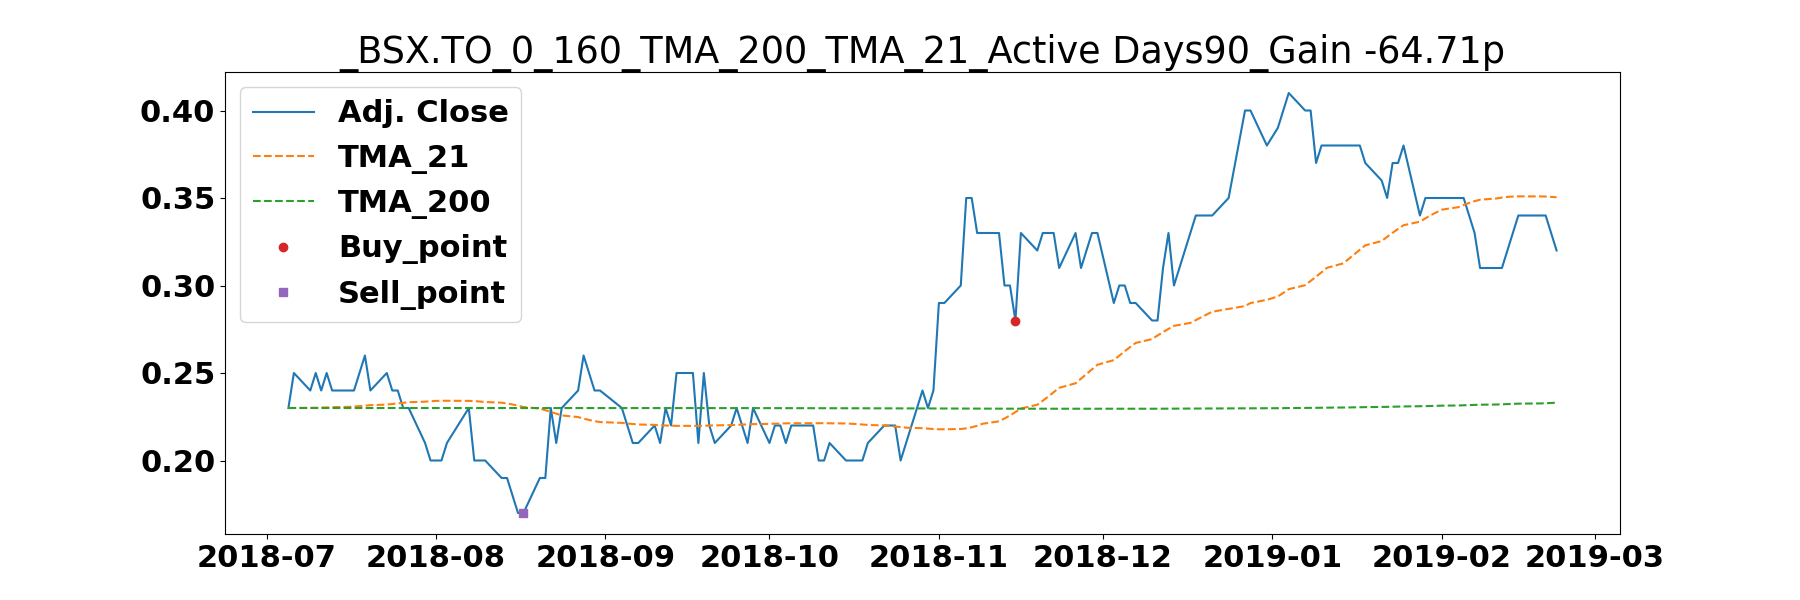 _BSX.TO_0_160_TMA_200_TMA_21_Active Days90_Gain -64.71p
Adj. Close
TMA_21
TMA_200
Buy_point
Sell_point
0.40
0.35
0.30
0.25
0.20
2018-07 2018-08 2018-09 2018-10 2018-11 2018-12 2019-01 2019-02 2019-03